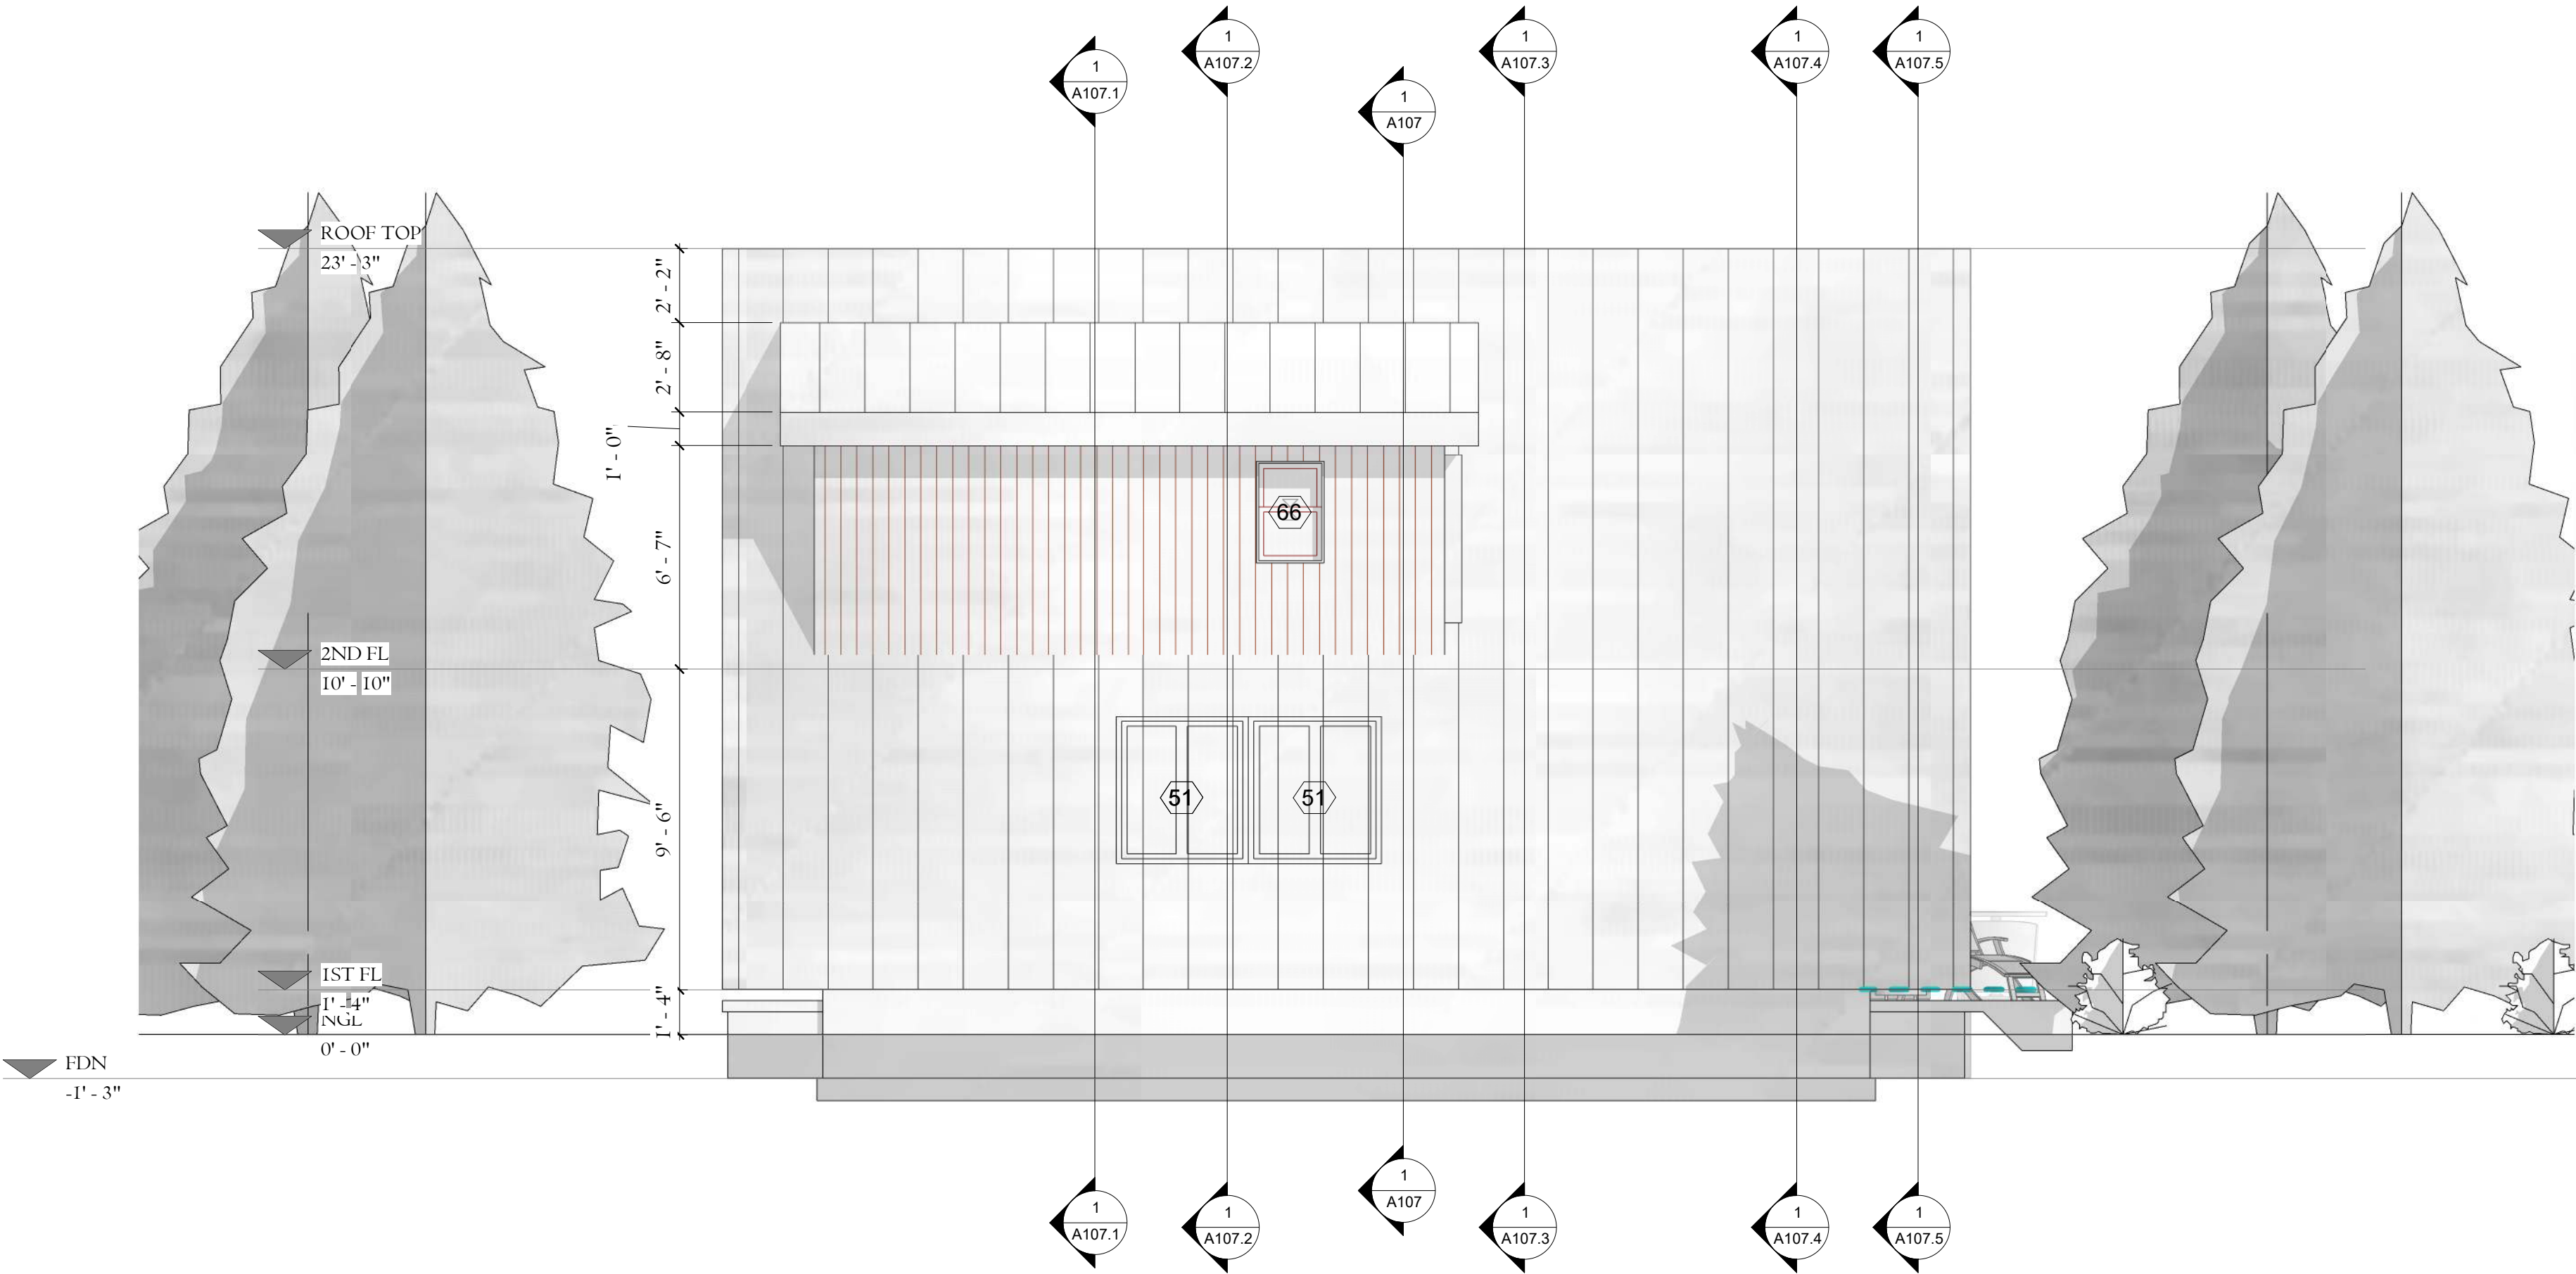 1
A107.2
1
A107.3
1
A107.4
1
A107.5
1
A107.1
1
A107
ROOF TOP
23' - 3"
2' - 2"
2' - 8"
1' - 0"
66
6' - 7"
2ND FL
10' - 10"
51
51
9' - 6"
1ST FL
1' - 4"
NGL
0' - 0"
1' - 4"
FDN
-1' - 3"
1
A107
1
A107.1
1
A107.2
1
A107.3
1
A107.4
1
A107.5